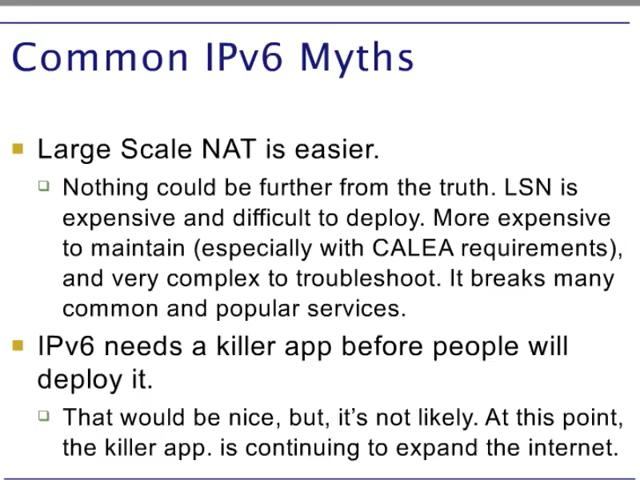 Common IPv6 Myths
Large Scale NAT is easier.
Nothing could be further from the truth. LSN is
expensive and difficult to deploy. More expensive
to maintain (especially with CALEA requirements),
and very complex to troubleshoot. It breaks many
common and popular services.
IPv6 needs a killer app before people will
deploy it.
That would be nice, but, it’s not likely. At this point,
the killer app. is continuing to expand the internet.